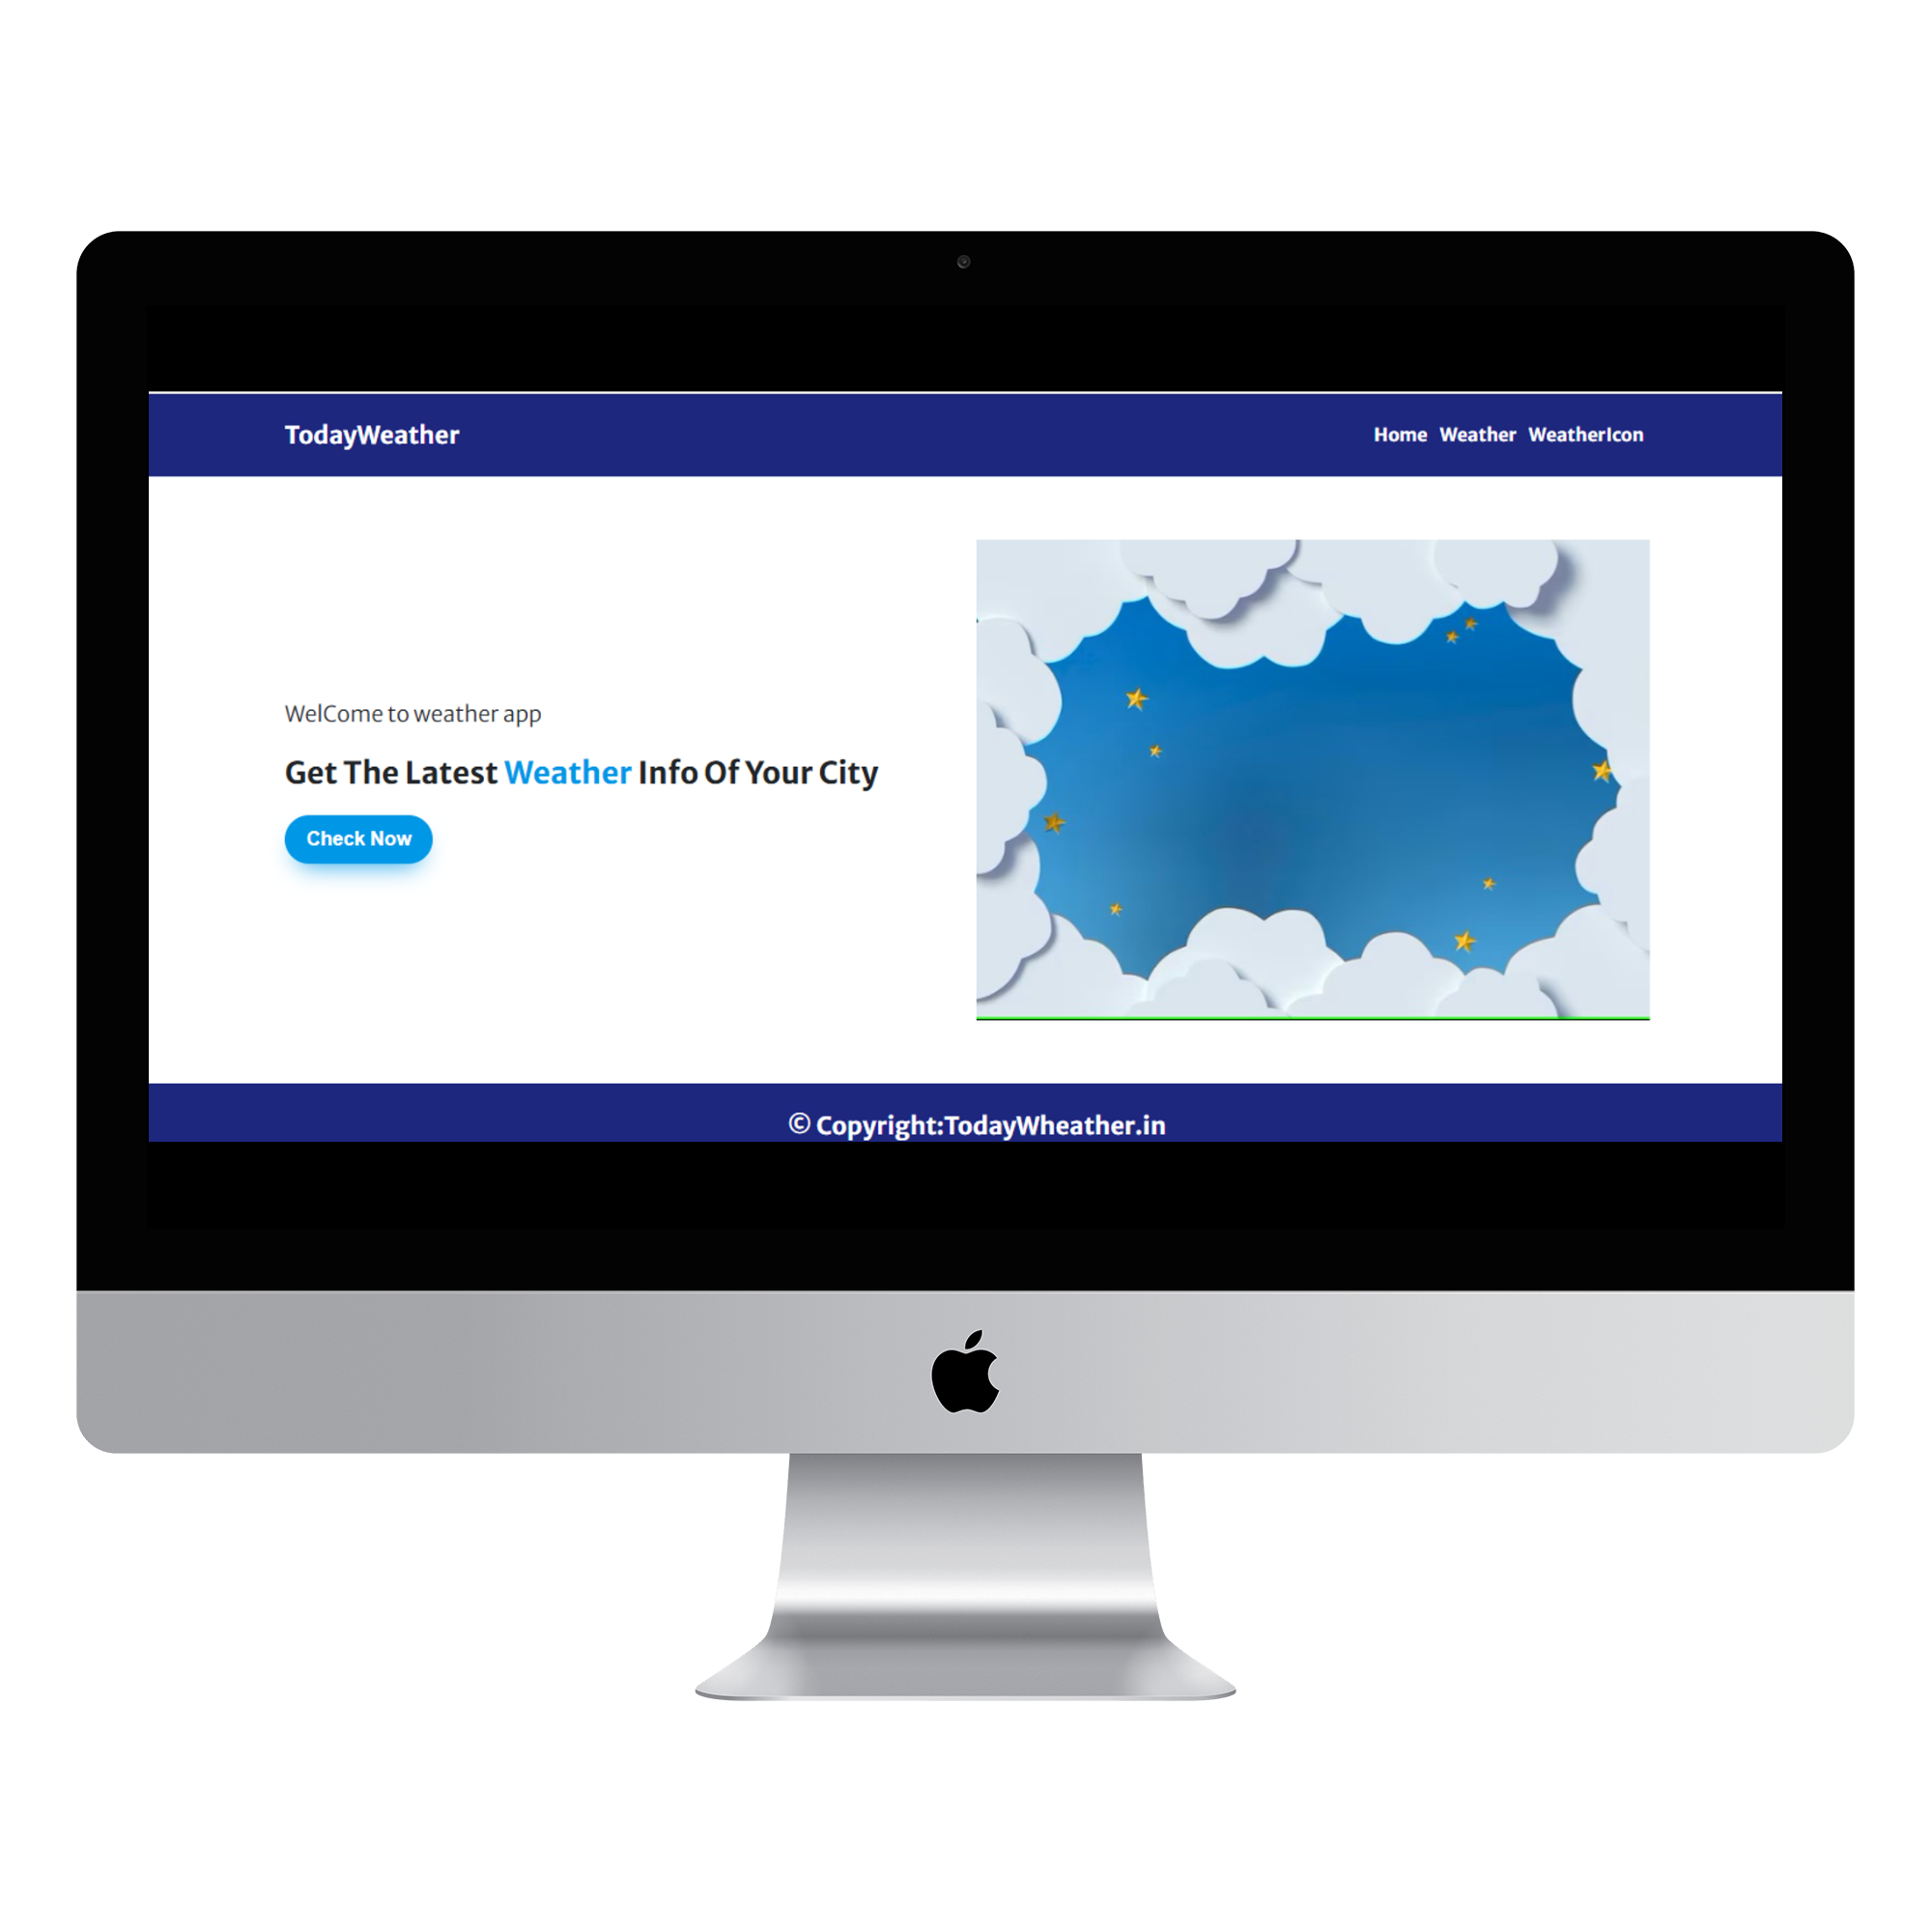 TodayWeather
Home Weather WeatherIcon
WelCome to weather app
Get The Latest Weather Info Of Your City
Check Now
© Copyright:TodayWheather.in